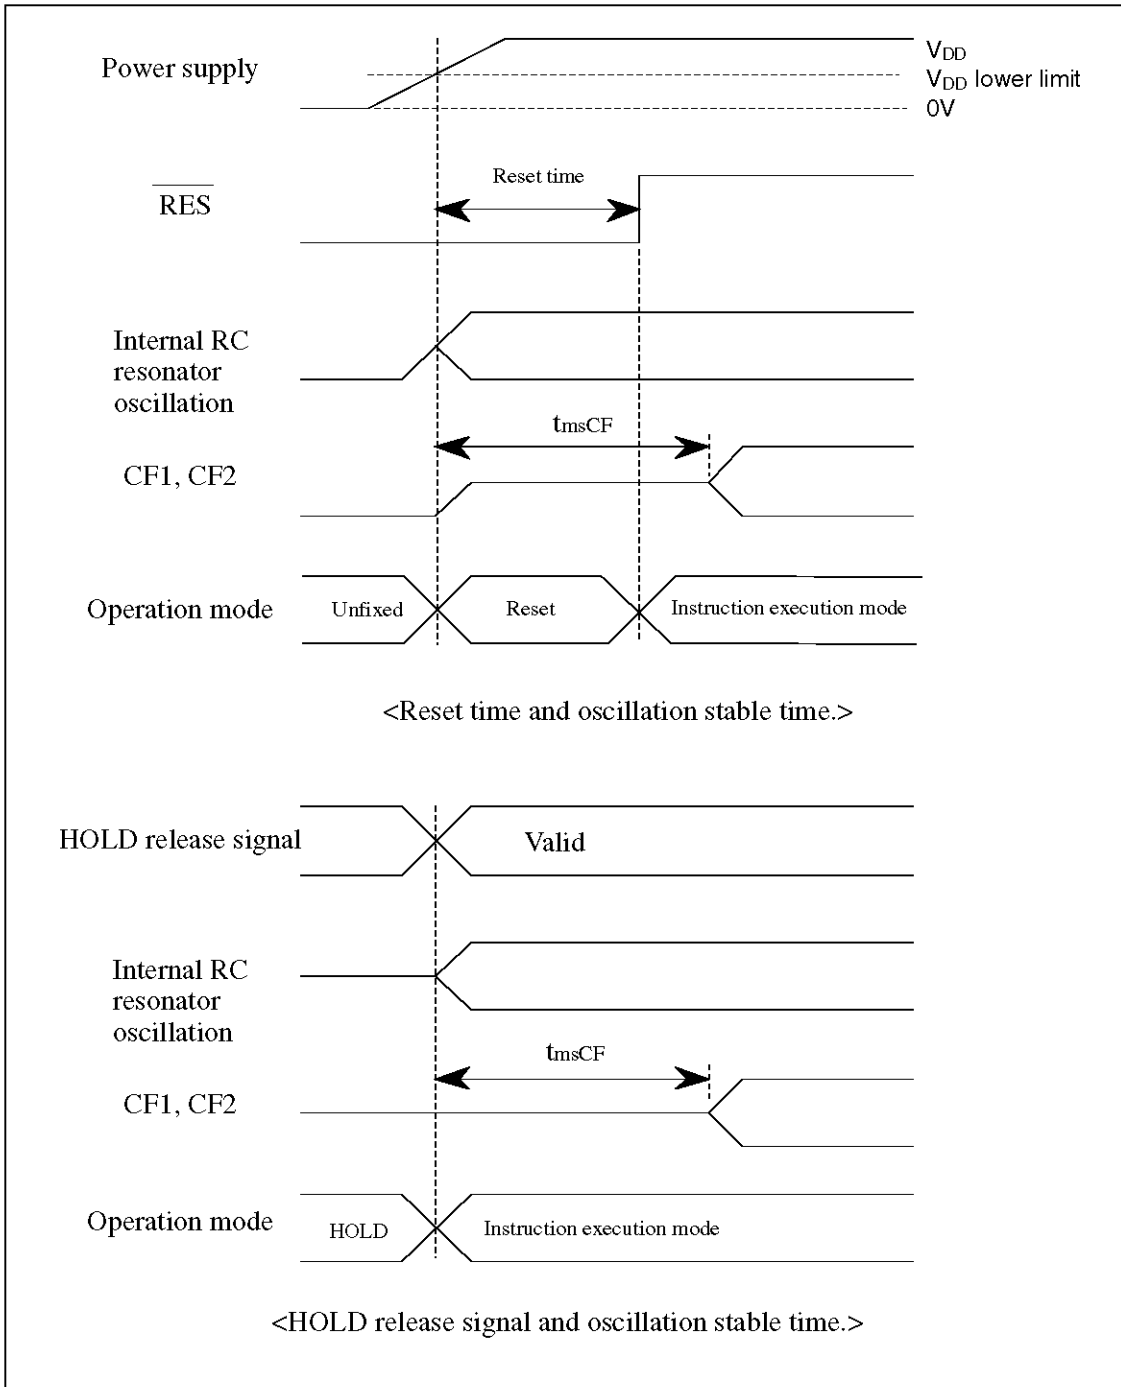 Power supply
VDD
VDD lower limit
0V
RES
Reset time
Internal RC
resonator
oscillation
tmsCF
CF1, CF2
Operation mode
Unfixed
Reset
Instruction execution mode
<Reset time and oscillation stable time.>
HOLD release signal
Valid
Internal RC
resonator
oscillation
tmsCF
CF1, CF2
Operation mode
HOLD
Instruction execution mode
<HOLD release signal and oscillation stable time.>